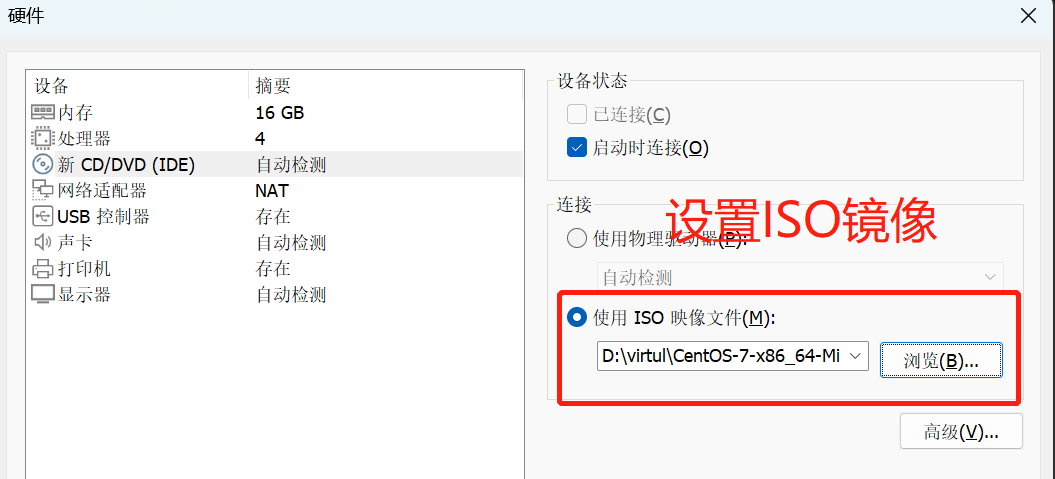 硬件
设备 摘要
内存 16 GB
处理器 4
新 CD/DVD (IDE) 自动检测
网络适配器 NAT
USB 控制器 存在
声卡 自动检测
打印机 存在
显示器 自动检测
设备状态
已连接(C)
启动时连接(O)
连接
设置ISO镜像
使用物理驱动器(P):
自动检测
使用 ISO 映像文件(M):
D:\virtul\CentOS-7-x86_64-Mi
浏览(B)...
高级(V)...